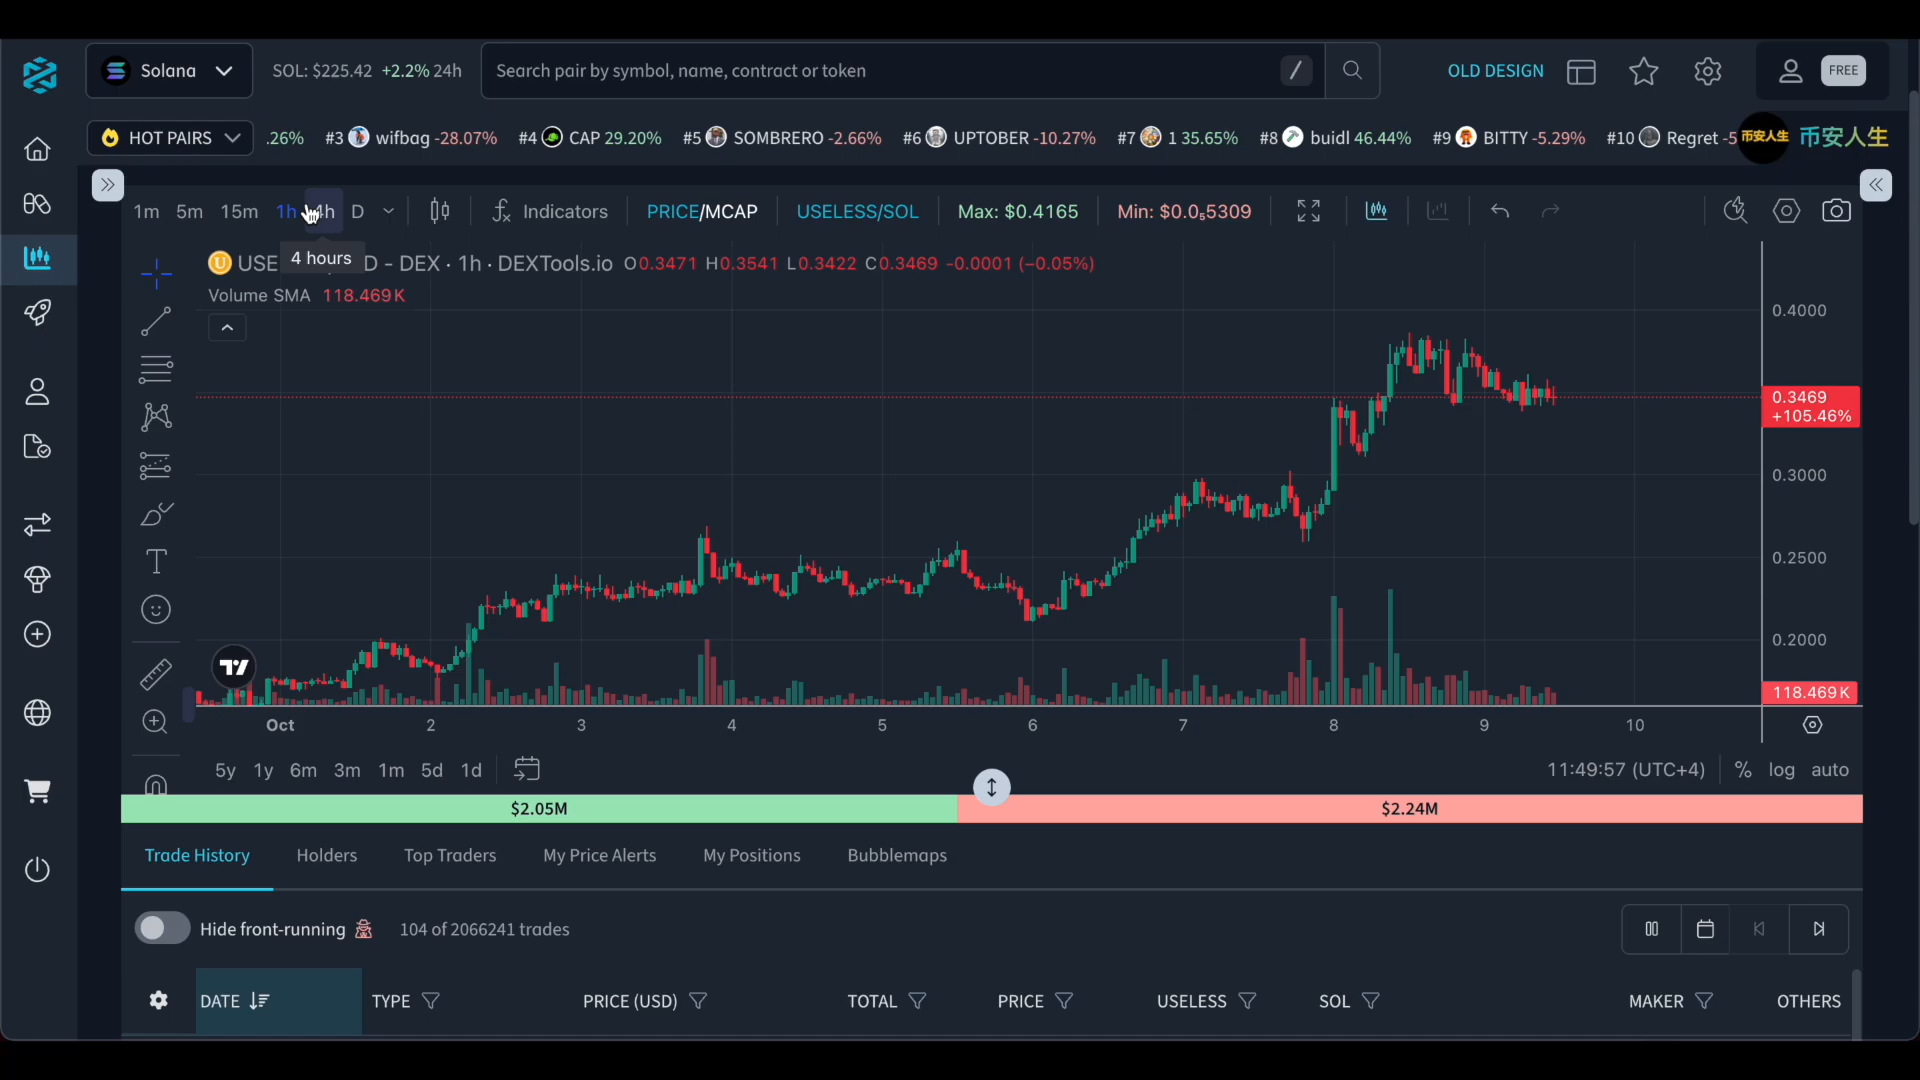 Solana
SOL: $225.42 +2.2% 24h
Search pair by symbol, name, contract or token
/
OLD DESIGN
FREE
HOT PAIRS
.26% #3 wifbag -28.07% #4 CAP 29.20% #5 SOMBRERO -2.66% #6 UPTOBER -10.27% #7 1 35.65% #8 buidl 46.44% #9 BITTY -5.29% #10 Regret -5
币安人生 币安人生
1m 5m 15m 1h 4h D
Indicators
PRICE/MCAP
USELESS/SOL
Max: $0.4165
Min: $0.0₅5309
4 hours
USE D - DEX · 1h · DEXTools.io O0.3471 H0.3541 L0.3422 C0.3469 -0.0001 (−0.05%)
Volume SMA 118.469K
0.4000
0.3469
+105.46%
0.3000
0.2500
0.2000
118.469K
Oct 2 3 4 5 6 7 8 9 10
5y 1y 6m 3m 1m 5d 1d
11:49:57 (UTC+4) % log auto
$2.05M $2.24M
Trade History Holders Top Traders My Price Alerts My Positions Bubblemaps
Hide front-running 104 of 2066241 trades
DATE TYPE PRICE (USD) TOTAL PRICE USELESS SOL MAKER OTHERS